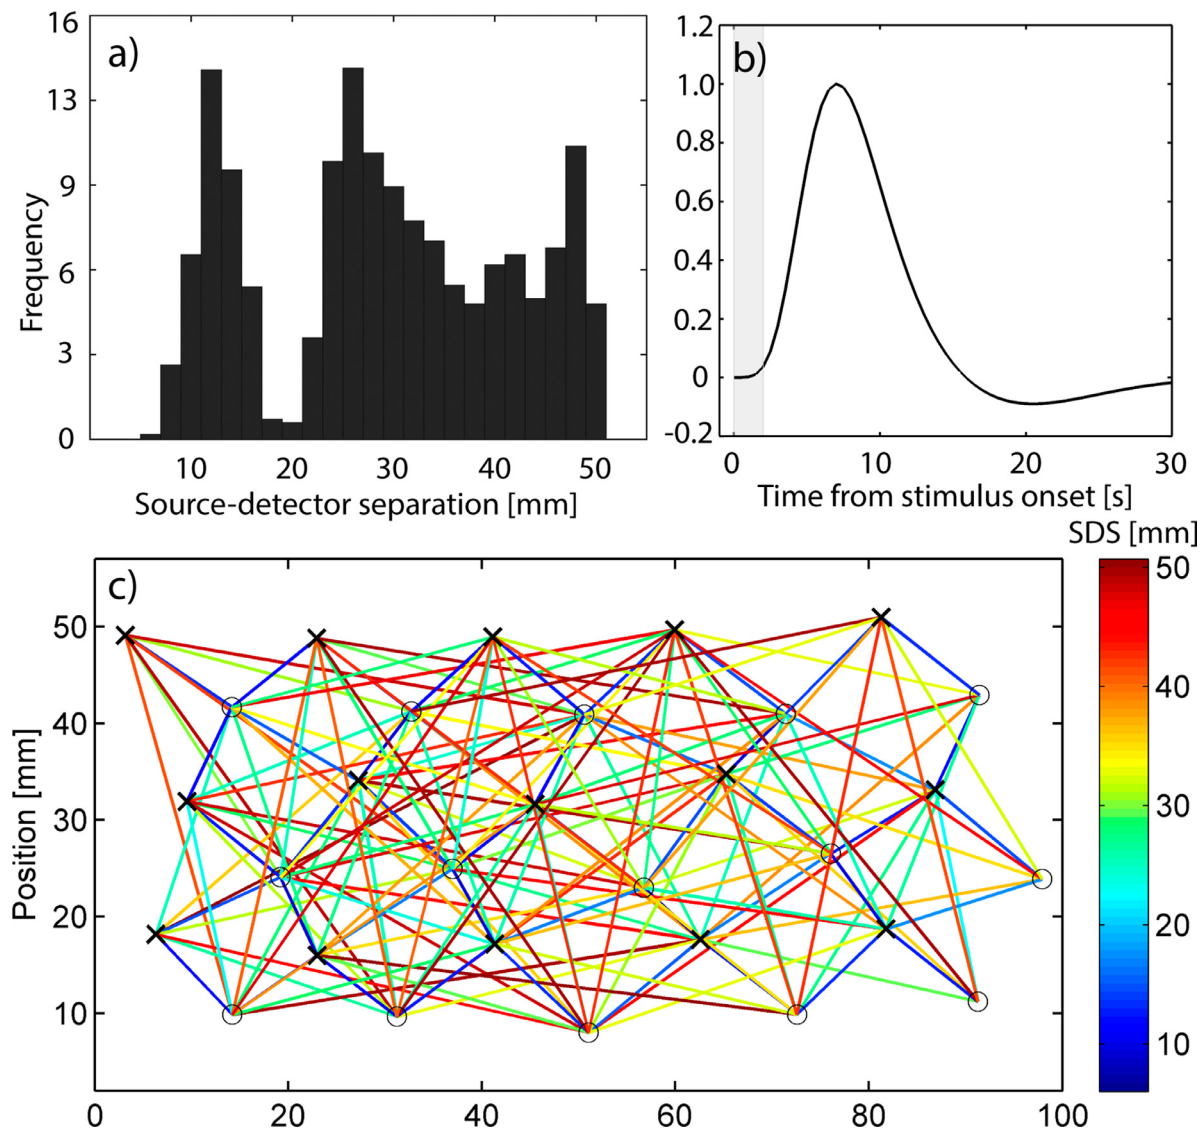 a)
16
13
9
6
3
0
Frequency
10 20 30 40 50
Source-detector separation [mm]
b)
1.2
1.0
0.8
0.6
0.4
0.2
0
-0.2
0 10 20 30
Time from stimulus onset [s]
c)
50
40
30
20
10
Position [mm]
0 20 40 60 80 100
SDS [mm]
50
40
30
20
10